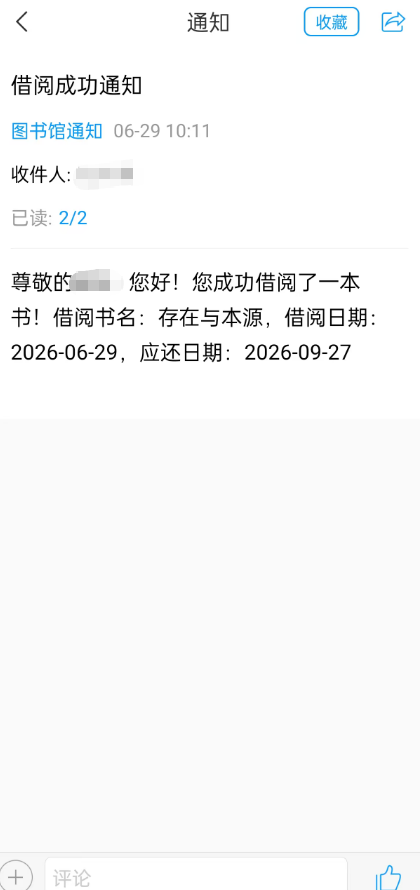 通知
收藏
借阅成功通知
图书馆通知 06-29 10:11
收件人:
已读: 2/2
尊敬的 您好！您成功借阅了一本
书！借阅书名：存在与本源，借阅日期：
2026-06-29，应还日期：2026-09-27
评论